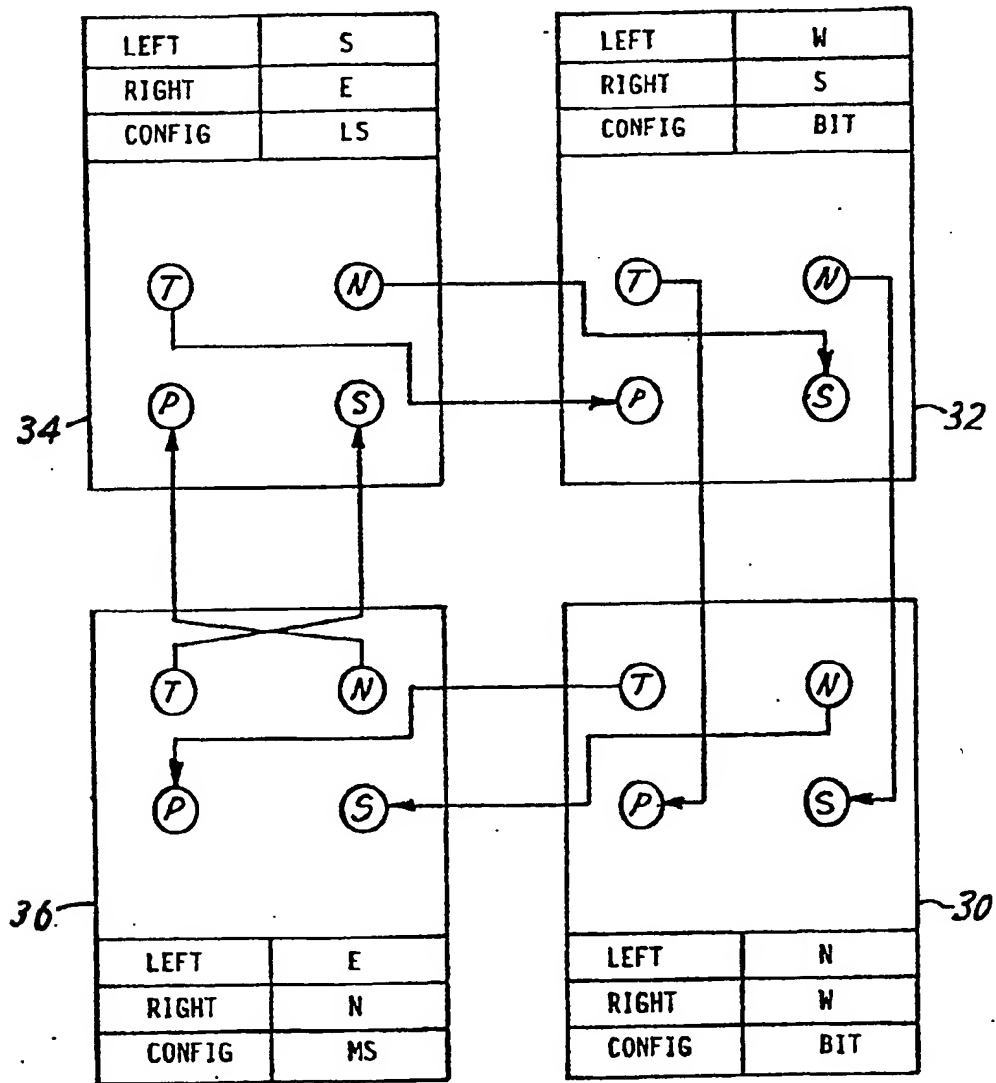 LEFT S
RIGHT E
CONFIG LS
T N
P S
34
LEFT W
RIGHT S
CONFIG BIT
T N
P S
32
T N
P S
36
LEFT E
RIGHT N
CONFIG MS
T N
P S
30
LEFT N
RIGHT W
CONFIG BIT